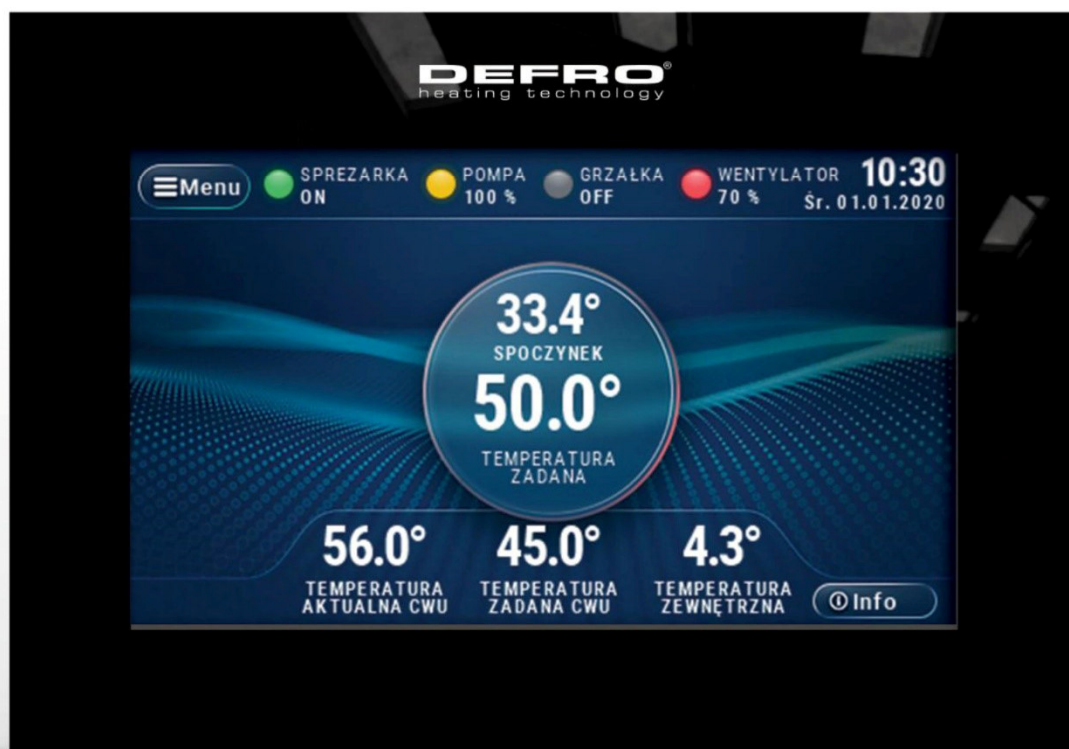 DEFRO®
heating technology
Menu
SPREZARKA
ON
POMPA
100 %
GRZAŁKA
OFF
WENTYLATOR
70 %
10:30
Śr. 01.01.2020
33.4°
SPOCZYNEK
50.0°
TEMPERATURA
ZADANA
56.0°
TEMPERATURA
AKTUALNA CWU
45.0°
TEMPERATURA
ZADANA CWU
4.3°
TEMPERATURA
ZEWNĘTRZNA
Info